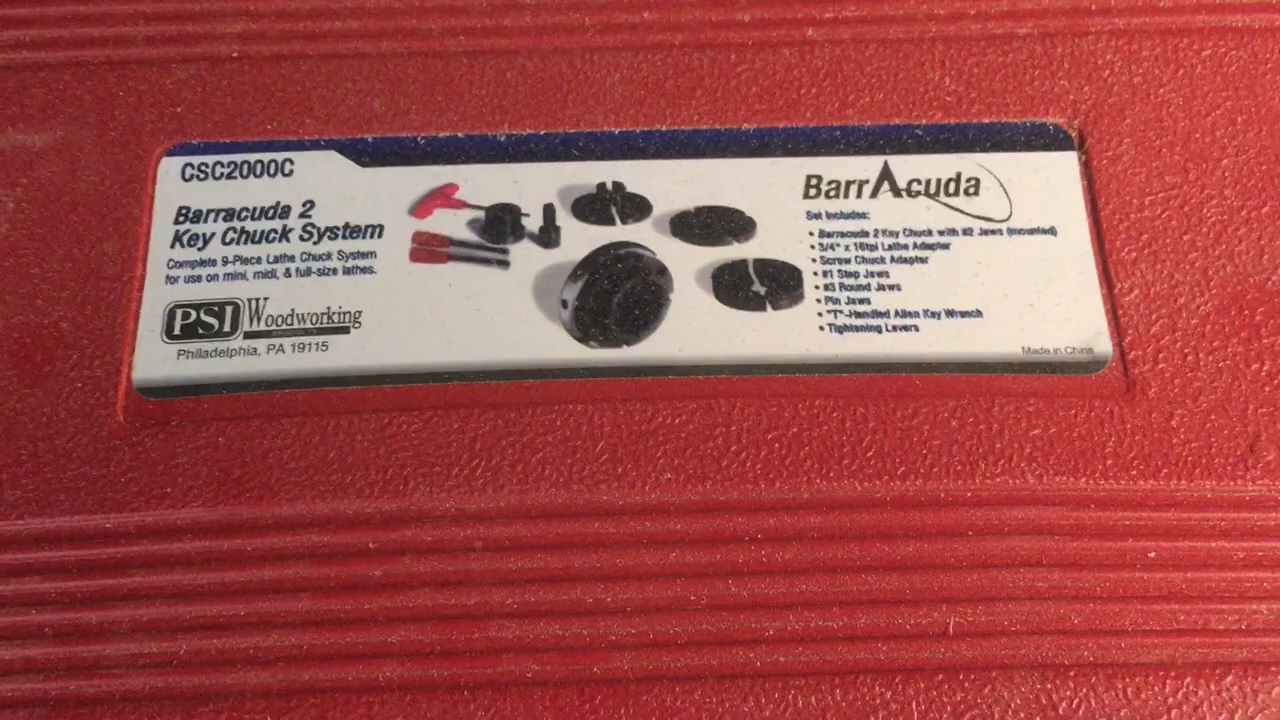 CSC2000C
Barracuda 2
Key Chuck System
Complete 9-Piece Lathe Chuck System
for use on mini, midi, & full-size lathes.
PSI Woodworking
Philadelphia, PA 19115
BarrAcuda
Set Includes:
• Barracuda 2 Key Chuck with #2 Jaws (mounted)
• 3/4" x 16tpi Lathe Adapter
• Screw Chuck Adapter
• #1 Step Jaws
• #3 Round Jaws
• Pin Jaws
• "T"-Handled Allen Key Wrench
• Tightening Levers
Made in China